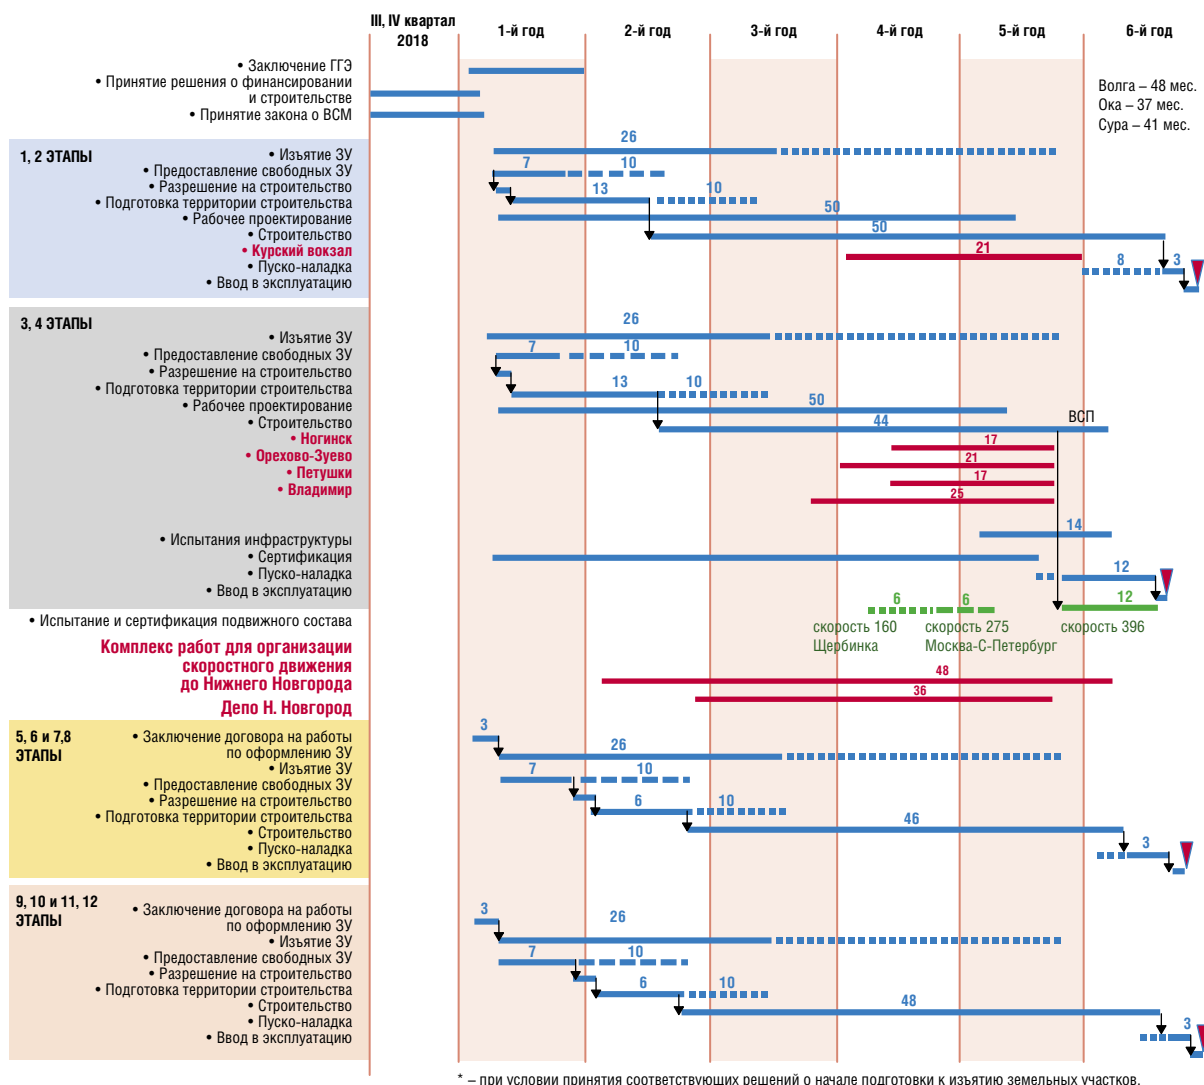 III, IV квартал
2018
1-й год
2-й год
3-й год
4-й год
5-й год
6-й год
• Заключение ГГЭ
• Принятие решения о финансировании
и строительстве
• Принятие закона о ВСМ
Волга – 48 мес.
Ока – 37 мес.
Сура – 41 мес.
1, 2 ЭТАПЫ
• Изъятие ЗУ
26
• Предоставление свободных ЗУ
7
10
• Разрешение на строительство
• Подготовка территории строительства
13
10
• Рабочее проектирование
50
• Строительство
50
• Курский вокзал
21
• Пуско-наладка
8
3
• Ввод в эксплуатацию
3, 4 ЭТАПЫ
• Изъятие ЗУ
26
• Предоставление свободных ЗУ
7
10
• Разрешение на строительство
• Подготовка территории строительства
13
10
• Рабочее проектирование
50
• Строительство
44
ВСП
• Ногинск
17
• Орехово-Зуево
21
• Петушки
17
• Владимир
25
• Испытания инфраструктуры
14
• Сертификация
• Пуско-наладка
12
• Ввод в эксплуатацию
• Испытание и сертификация подвижного состава
6
6
12
скорость 160
Щербинка
скорость 275
Москва-С-Петербург
скорость 396
Комплекс работ для организации
скоростного движения
до Нижнего Новгорода
48
Депо Н. Новгород
36
5, 6 и 7,8
ЭТАПЫ
• Заключение договора на работы
по оформлению ЗУ
3
• Изъятие ЗУ
26
• Предоставление свободных ЗУ
7
10
• Разрешение на строительство
• Подготовка территории строительства
6
10
• Строительство
46
• Пуско-наладка
3
• Ввод в эксплуатацию
9, 10 и 11, 12
ЭТАПЫ
• Заключение договора на работы
по оформлению ЗУ
3
• Изъятие ЗУ
26
• Предоставление свободных ЗУ
7
10
• Разрешение на строительство
• Подготовка территории строительства
6
10
• Строительство
48
• Пуско-наладка
3
• Ввод в эксплуатацию
* – при условии принятия соответствующих решений о начале подготовки к изъятию земельных участков.